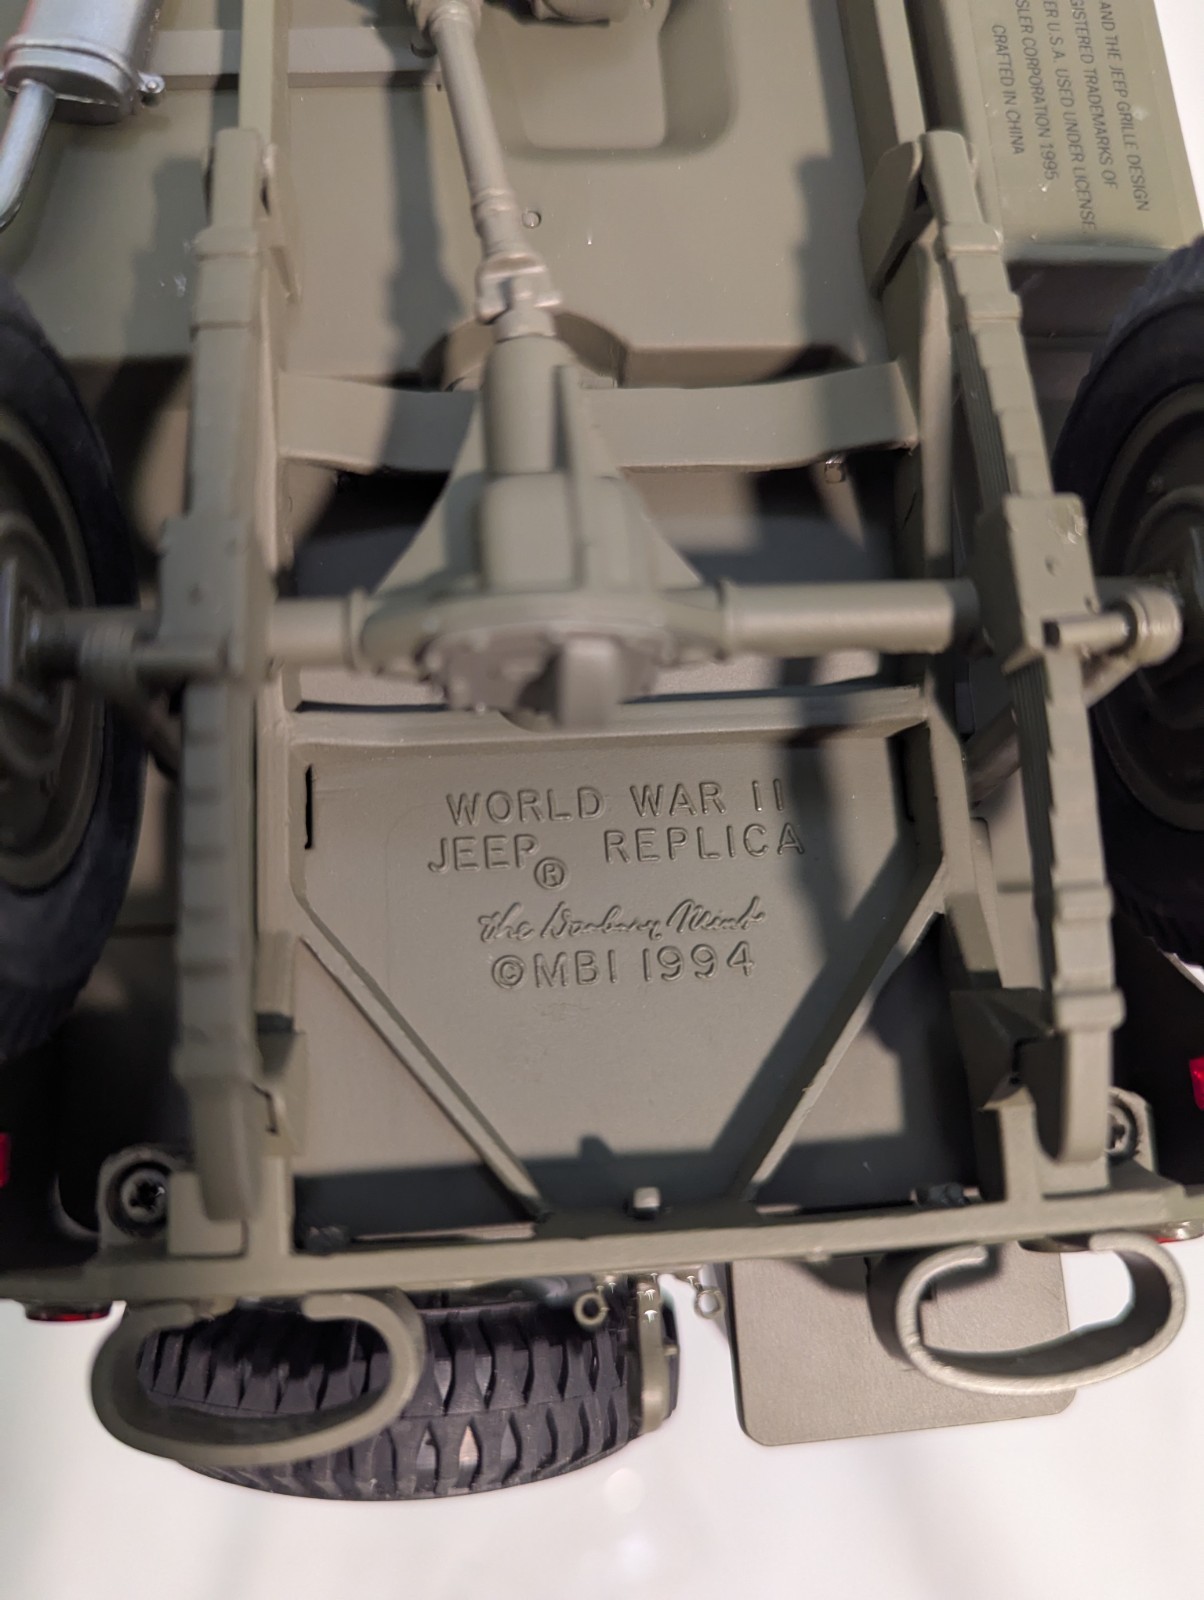 WORLD WAR II
JEEP® REPLICA
The Danbury Mint
©MBI 1994
AND THE JEEP GRILLE DESIGN
GISTERED TRADEMARKS OF
ER U.S.A. USED UNDER LICENSE
SLER CORPORATION 1995
CRAFTED IN CHINA